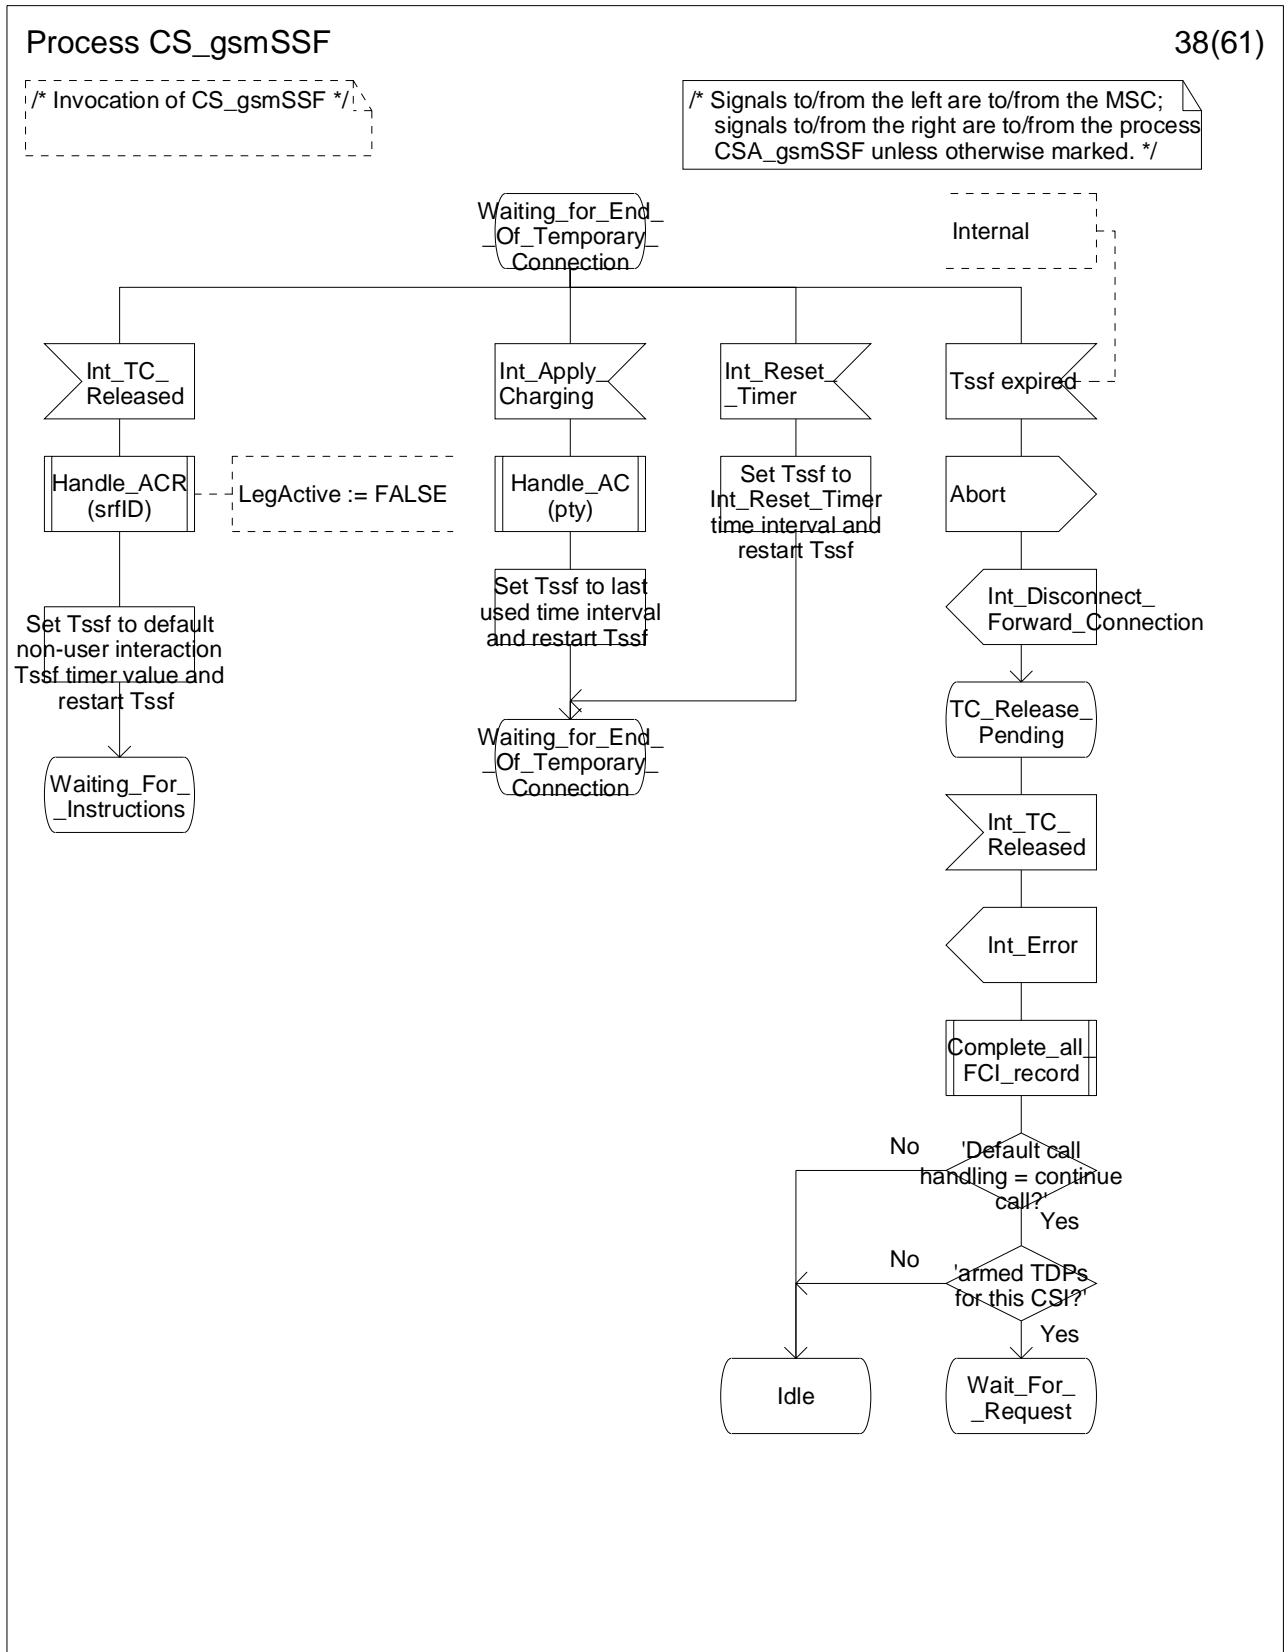 Process CS_gsmSSF
38(61)
/* Invocation of CS_gsmSSF */
/* Signals to/from the left are to/from the MSC;
signals to/from the right are to/from the process
CSA_gsmSSF unless otherwise marked. */
Waiting_for_End_
_Of_Temporary_
Connection
Internal
Int_TC_
Released
Int_Apply_
Charging
Int_Reset_
_Timer
Tssf expired
Handle_ACR
(srfID)
LegActive := FALSE
Handle_AC
(pty)
Set Tssf to
Int_Reset_Timer
time interval and
restart Tssf
Abort
Set Tssf to default
non-user interaction
Tssf timer value and
restart Tssf
Set Tssf to last
used time interval
and restart Tssf
Int_Disconnect_
Forward_Connection
Waiting_For_
_Instructions
Waiting_for_End_
_Of_Temporary_
Connection
TC_Release_
Pending
Int_TC_
Released
Int_Error
Complete_all_
FCI_record
No
'Default call
handling = continue
call?'
Yes
No
'armed TDPs
for this CSI?'
Yes
Idle
Wait_For_
_Request